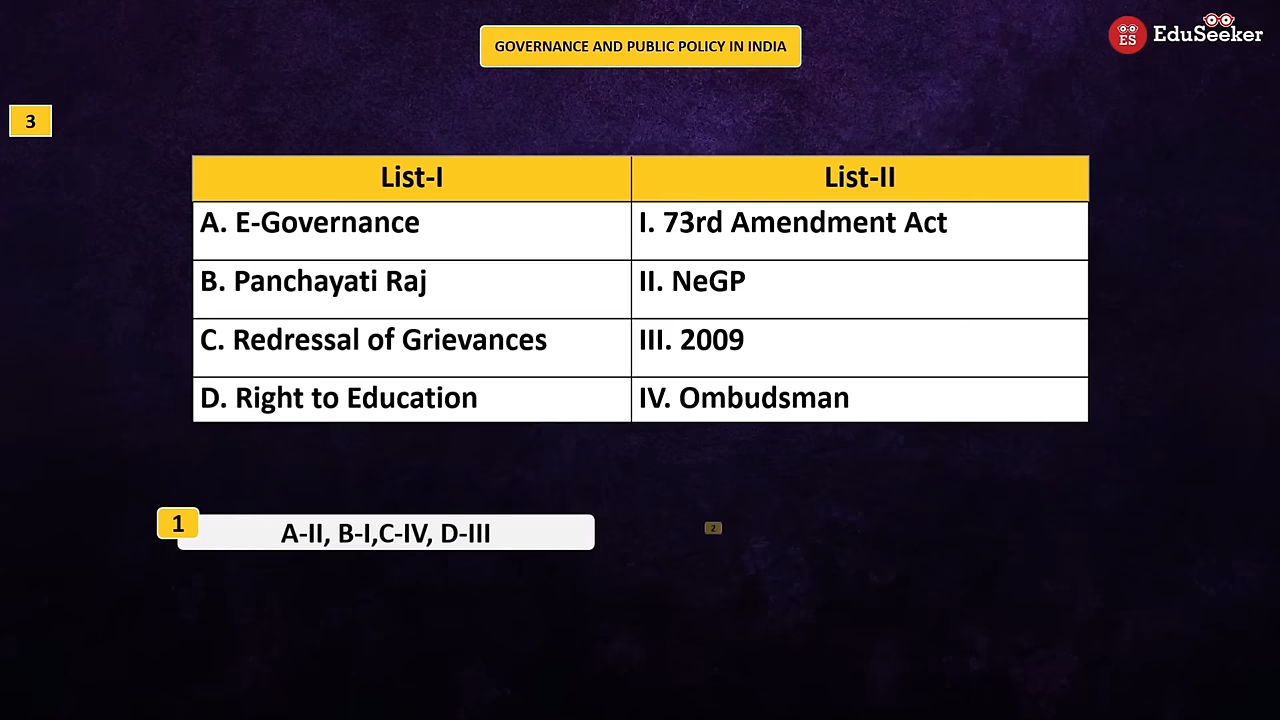 GOVERNANCE AND PUBLIC POLICY IN INDIA
ES EduSeeker
3
List-I List-II
A. E-Governance I. 73rd Amendment Act
B. Panchayati Raj II. NeGP
C. Redressal of Grievances III. 2009
D. Right to Education IV. Ombudsman
1 A-II, B-I,C-IV, D-III
2